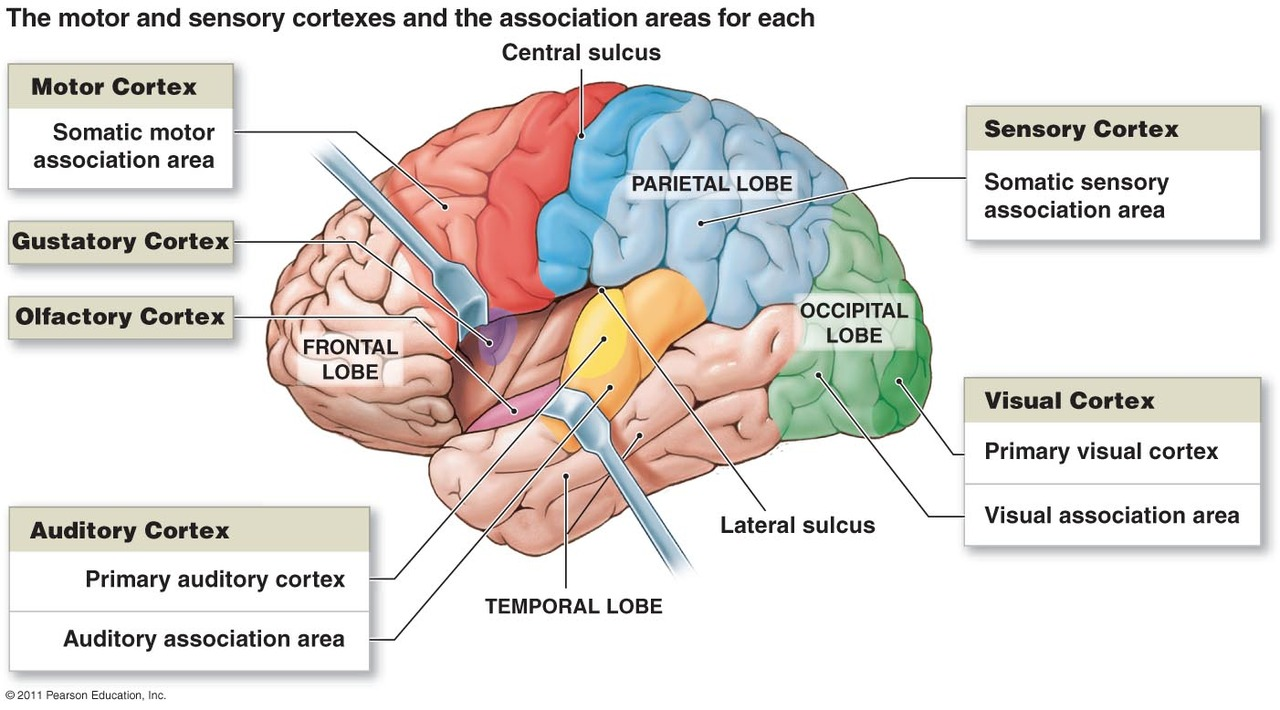 The motor and sensory cortexes and the association areas for each
Central sulcus
Motor Cortex
Somatic motor
association area
Gustatory Cortex
Olfactory Cortex
FRONTAL
LOBE
PARIETAL LOBE
Sensory Cortex
Somatic sensory
association area
OCCIPITAL
LOBE
Visual Cortex
Primary visual cortex
Visual association area
Lateral sulcus
Auditory Cortex
Primary auditory cortex
Auditory association area
TEMPORAL LOBE
© 2011 Pearson Education, Inc.